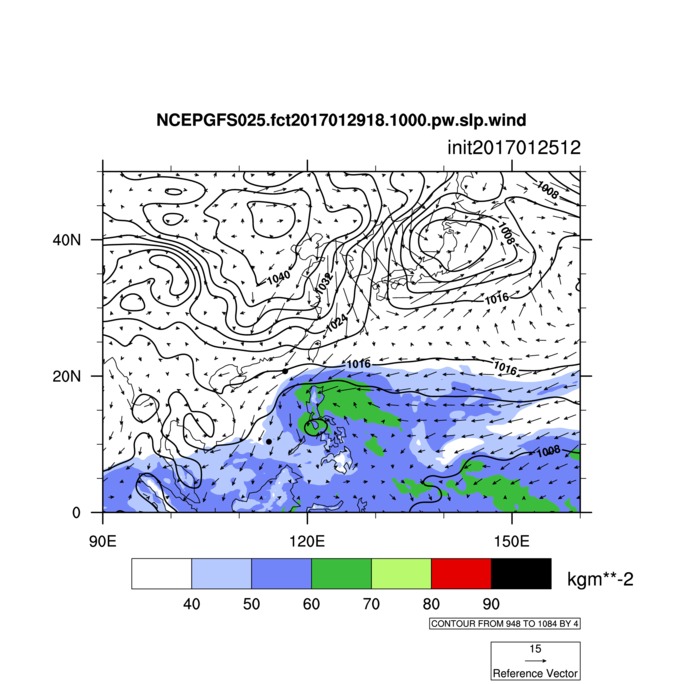 NCEPGFS025.fct2017012918.1000.pw.slp.wind
init2017012512
1008
40N
1008
1040
1032
1016
1024
1016
1016
20N
1008
0
90E 120E 150E
kgm**-2
40 50 60 70 80 90
CONTOUR FROM 948 TO 1084 BY 4
15
Reference Vector